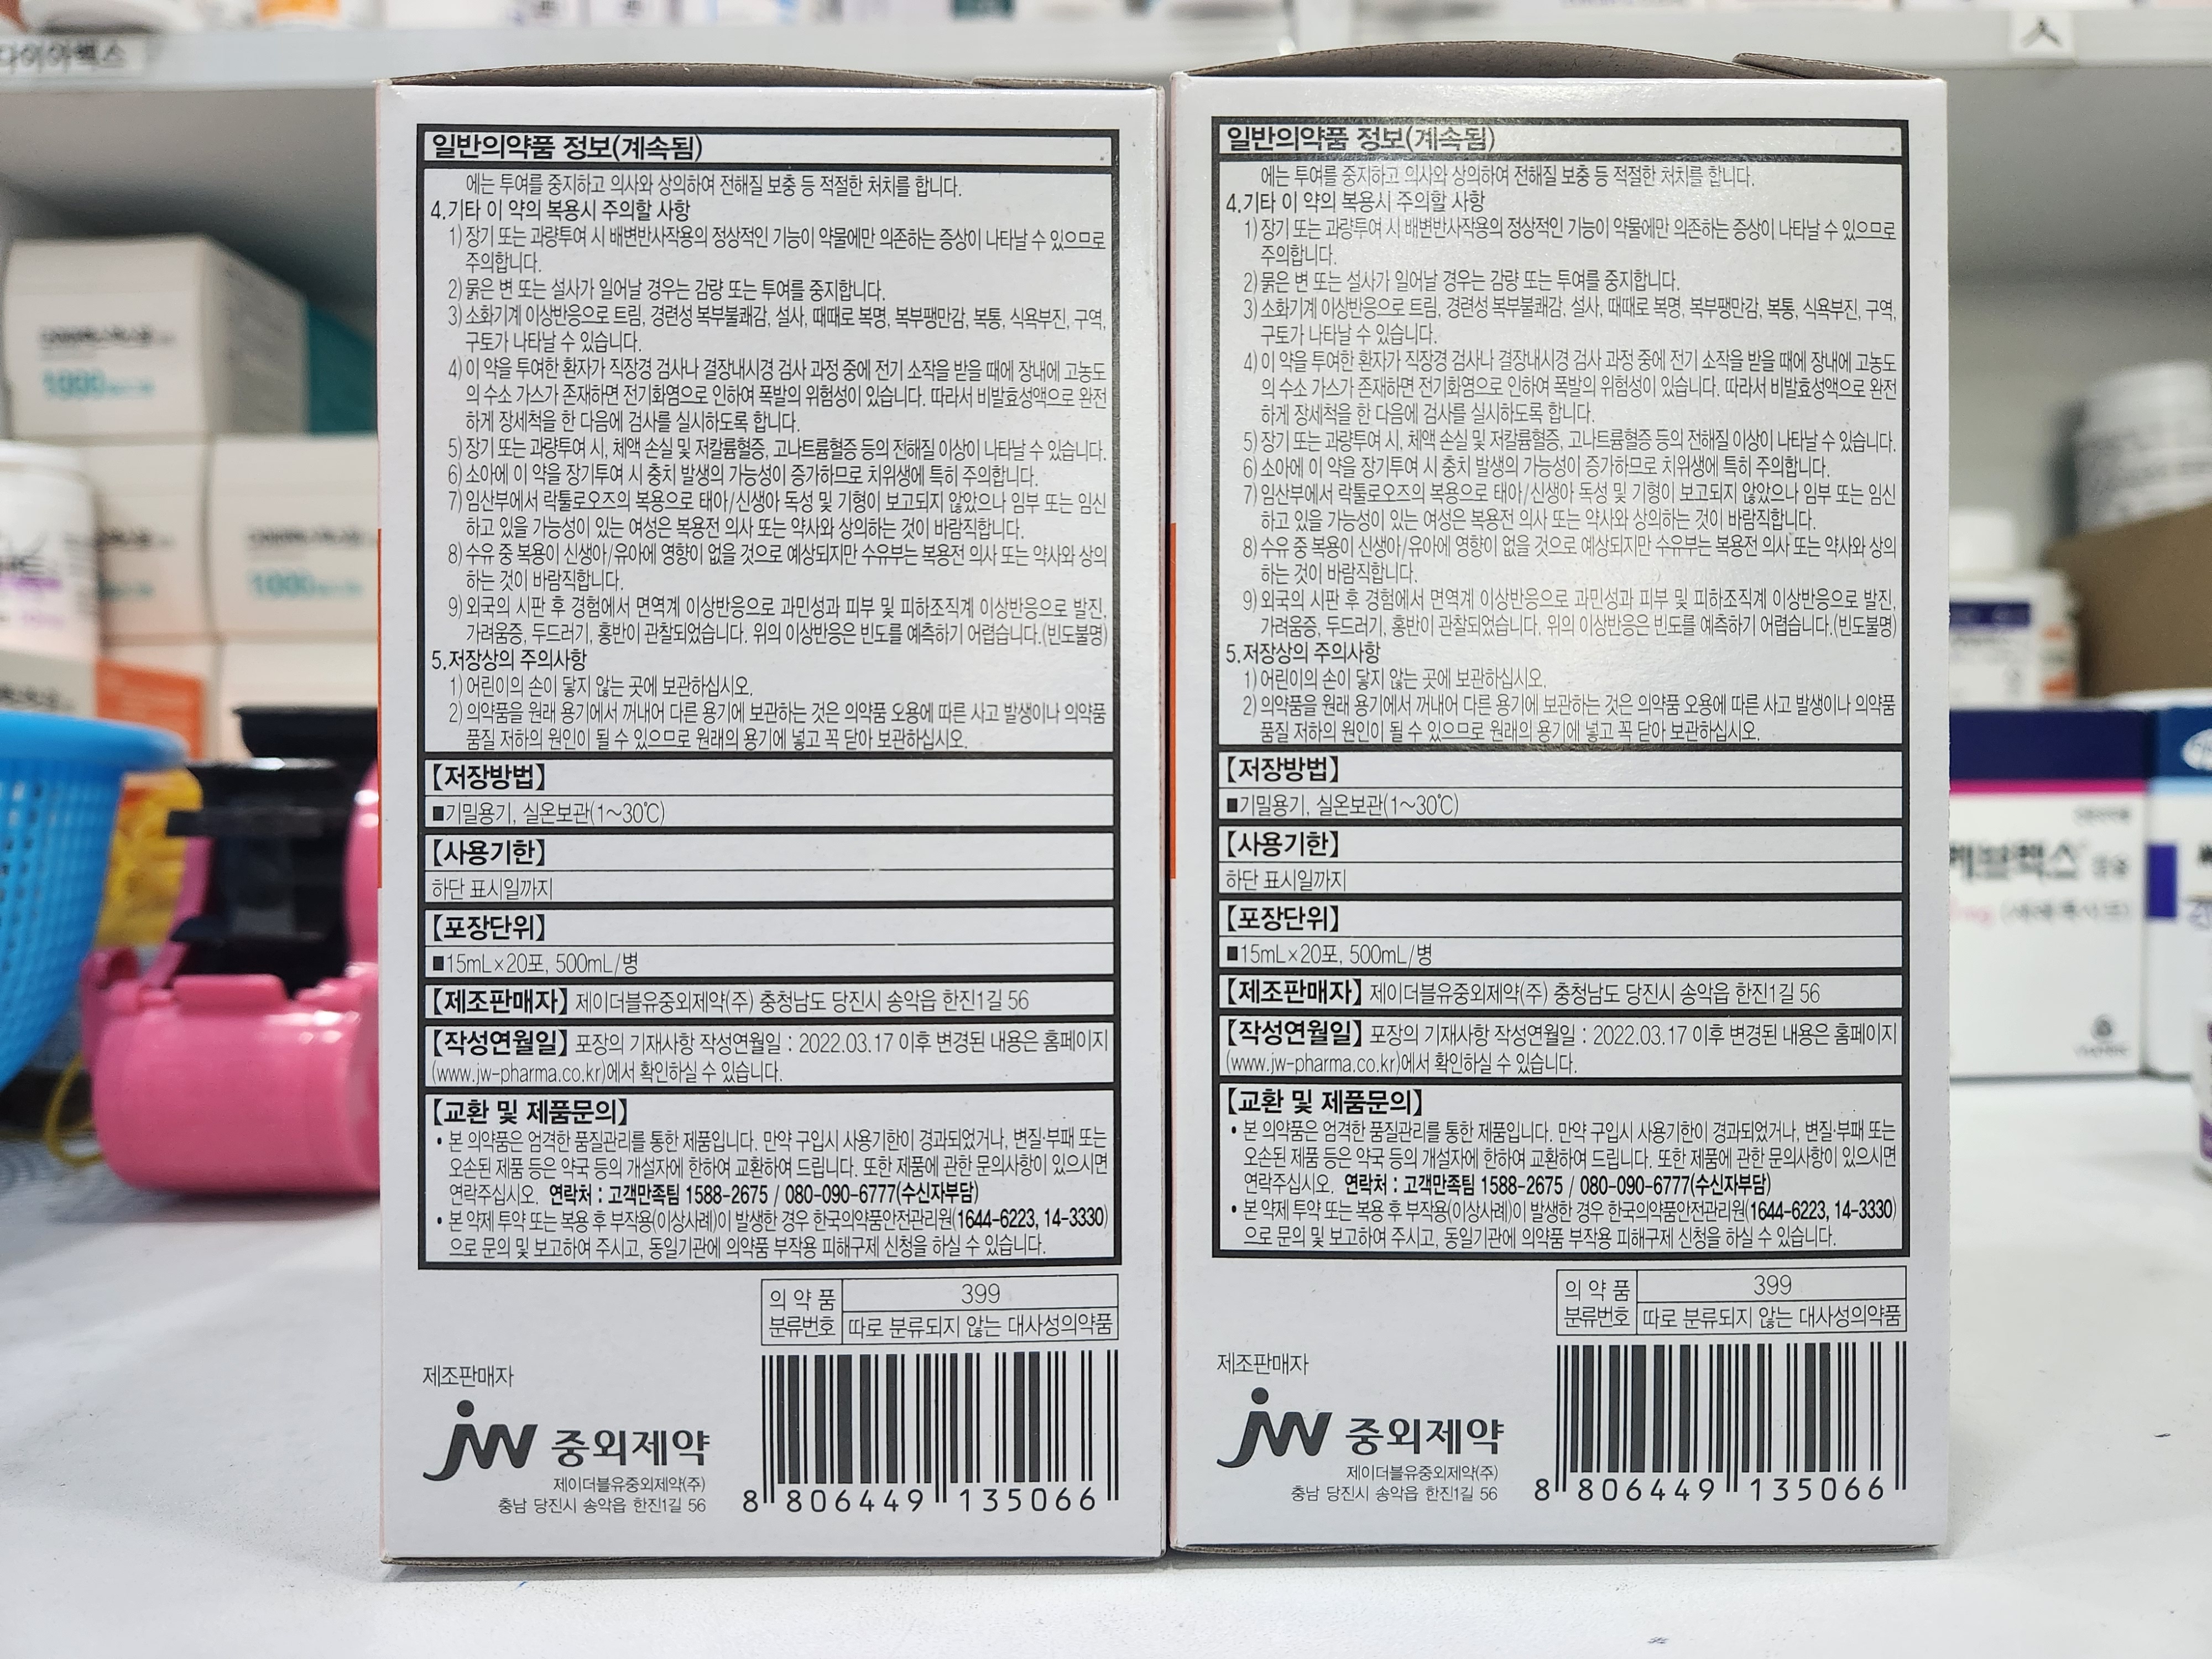 다이아벡스
일반의약품 정보(계속됨)
에는 투여를 중지하고 의사와 상의하여 전해질 보충 등 적절한 처치를 합니다.
4.기타 이 약의 복용시 주의할 사항
1) 장기 또는 과량투여 시 배변반사작용의 정상적인 기능이 약물에만 의존하는 증상이 나타날 수 있으므로
주의합니다.
2) 묽은 변 또는 설사가 일어날 경우는 감량 또는 투여를 중지합니다.
3) 소화기계 이상반응으로 트림, 경련성 복부불쾌감, 설사, 때때로 복명, 복부팽만감, 복통, 식욕부진, 구역,
구토가 나타날 수 있습니다.
4) 이 약을 투여한 환자가 직장경 검사나 결장내시경 검사 과정 중에 전기 소작을 받을 때에 장내에 고농도
의 수소 가스가 존재하면 전기화염으로 인하여 폭발의 위험성이 있습니다. 따라서 비발효성액으로 완전
하게 장세척을 한 다음에 검사를 실시하도록 합니다.
5) 장기 또는 과량투여 시, 체액 손실 및 저칼륨혈증, 고나트륨혈증 등의 전해질 이상이 나타날 수 있습니다.
6) 소아에 이 약을 장기투여 시 충치 발생의 가능성이 증가하므로 치위생에 특히 주의합니다.
7) 임산부에서 락툴로오즈의 복용으로 태아/신생아 독성 및 기형이 보고되지 않았으나 임부 또는 임신
하고 있을 가능성이 있는 여성은 복용전 의사 또는 약사와 상의하는 것이 바람직합니다.
8) 수유 중 복용이 신생아/유아에 영향이 없을 것으로 예상되지만 수유부는 복용전 의사 또는 약사와 상의
하는 것이 바람직합니다.
9) 외국의 시판 후 경험에서 면역계 이상반응으로 과민성과 피부 및 피하조직계 이상반응으로 발진,
가려움증, 두드러기, 홍반이 관찰되었습니다. 위의 이상반응은 빈도를 예측하기 어렵습니다.(빈도불명)
5.저장상의 주의사항
1) 어린이의 손이 닿지 않는 곳에 보관하십시오.
2) 의약품을 원래 용기에서 꺼내어 다른 용기에 보관하는 것은 의약품 오용에 따른 사고 발생이나 의약품
품질 저하의 원인이 될 수 있으므로 원래의 용기에 넣고 꼭 닫아 보관하십시오.
【저장방법】
■기밀용기, 실온보관(1~30℃)
【사용기한】
하단 표시일까지
【포장단위】
■15mL×20포, 500mL/병
【제조판매자】 제이더블유중외제약(주) 충청남도 당진시 송악읍 한진1길 56
【작성연월일】 포장의 기재사항 작성연월일 : 2022.03.17 이후 변경된 내용은 홈페이지
(www.jw-pharma.co.kr)에서 확인하실 수 있습니다.
【교환 및 제품문의】
• 본 의약품은 엄격한 품질관리를 통한 제품입니다. 만약 구입시 사용기한이 경과되었거나, 변질·부패 또는
오손된 제품 등은 약국 등의 개설자에 한하여 교환하여 드립니다. 또한 제품에 관한 문의사항이 있으시면
연락주십시오. 연락처 : 고객만족팀 1588-2675 / 080-090-6777(수신자부담)
• 본 약제 투약 또는 복용 후 부작용(이상사례)이 발생한 경우 한국의약품안전관리원(1644-6223, 14-3330)
으로 문의 및 보고하여 주시고, 동일기관에 의약품 부작용 피해구제 신청을 하실 수 있습니다.
의 약 품
분류번호
399
따로 분류되지 않는 대사성의약품
제조판매자
jw 중외제약
제이더블유중외제약(주)
충남 당진시 송악읍 한진1길 56
8 806449 135066
일반의약품 정보(계속됨)
에는 투여를 중지하고 의사와 상의하여 전해질 보충 등 적절한 처치를 합니다.
4.기타 이 약의 복용시 주의할 사항
1) 장기 또는 과량투여 시 배변반사작용의 정상적인 기능이 약물에만 의존하는 증상이 나타날 수 있으므로
주의합니다.
2) 묽은 변 또는 설사가 일어날 경우는 감량 또는 투여를 중지합니다.
3) 소화기계 이상반응으로 트림, 경련성 복부불쾌감, 설사, 때때로 복명, 복부팽만감, 복통, 식욕부진, 구역,
구토가 나타날 수 있습니다.
4) 이 약을 투여한 환자가 직장경 검사나 결장내시경 검사 과정 중에 전기 소작을 받을 때에 장내에 고농도
의 수소 가스가 존재하면 전기화염으로 인하여 폭발의 위험성이 있습니다. 따라서 비발효성액으로 완전
하게 장세척을 한 다음에 검사를 실시하도록 합니다.
5) 장기 또는 과량투여 시, 체액 손실 및 저칼륨혈증, 고나트륨혈증 등의 전해질 이상이 나타날 수 있습니다.
6) 소아에 이 약을 장기투여 시 충치 발생의 가능성이 증가하므로 치위생에 특히 주의합니다.
7) 임산부에서 락툴로오즈의 복용으로 태아/신생아 독성 및 기형이 보고되지 않았으나 임부 또는 임신
하고 있을 가능성이 있는 여성은 복용전 의사 또는 약사와 상의하는 것이 바람직합니다.
8) 수유 중 복용이 신생아/유아에 영향이 없을 것으로 예상되지만 수유부는 복용전 의사 또는 약사와 상의
하는 것이 바람직합니다.
9) 외국의 시판 후 경험에서 면역계 이상반응으로 과민성과 피부 및 피하조직계 이상반응으로 발진,
가려움증, 두드러기, 홍반이 관찰되었습니다. 위의 이상반응은 빈도를 예측하기 어렵습니다.(빈도불명)
5.저장상의 주의사항
1) 어린이의 손이 닿지 않는 곳에 보관하십시오.
2) 의약품을 원래 용기에서 꺼내어 다른 용기에 보관하는 것은 의약품 오용에 따른 사고 발생이나 의약품
품질 저하의 원인이 될 수 있으므로 원래의 용기에 넣고 꼭 닫아 보관하십시오.
【저장방법】
■기밀용기, 실온보관(1~30℃)
【사용기한】
하단 표시일까지
【포장단위】
■15mL×20포, 500mL/병
【제조판매자】 제이더블유중외제약(주) 충청남도 당진시 송악읍 한진1길 56
【작성연월일】 포장의 기재사항 작성연월일 : 2022.03.17 이후 변경된 내용은 홈페이지
(www.jw-pharma.co.kr)에서 확인하실 수 있습니다.
【교환 및 제품문의】
• 본 의약품은 엄격한 품질관리를 통한 제품입니다. 만약 구입시 사용기한이 경과되었거나, 변질·부패 또는
오손된 제품 등은 약국 등의 개설자에 한하여 교환하여 드립니다. 또한 제품에 관한 문의사항이 있으시면
연락주십시오. 연락처 : 고객만족팀 1588-2675 / 080-090-6777(수신자부담)
• 본 약제 투약 또는 복용 후 부작용(이상사례)이 발생한 경우 한국의약품안전관리원(1644-6223, 14-3330)
으로 문의 및 보고하여 주시고, 동일기관에 의약품 부작용 피해구제 신청을 하실 수 있습니다.
의 약 품
분류번호
399
따로 분류되지 않는 대사성의약품
제조판매자
jw 중외제약
제이더블유중외제약(주)
충남 당진시 송악읍 한진1길 56
8 806449 135066
1000
1000